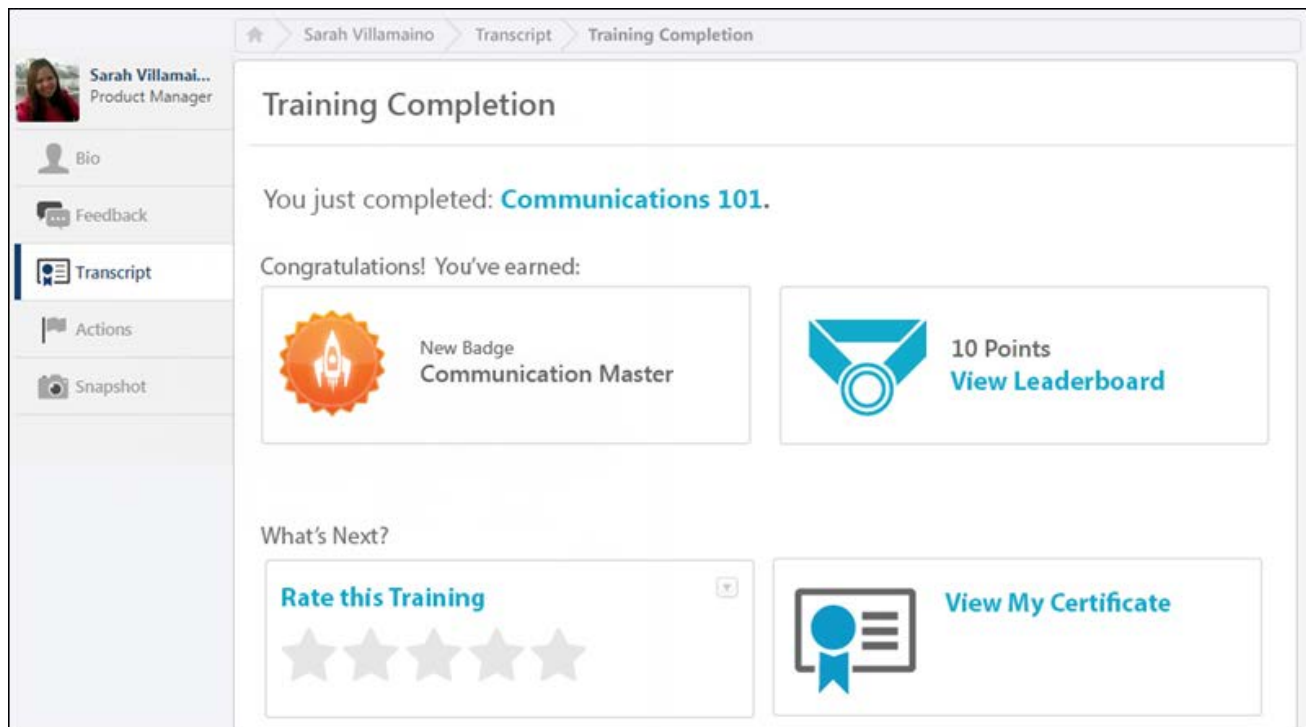 Sarah Villamaino Transcript Training Completion
Sarah Villamai...
Product Manager
Bio
Feedback
Transcript
Actions
Snapshot
Training Completion
You just completed: Communications 101.
Congratulations! You've earned:
New Badge
Communication Master
10 Points
View Leaderboard
What's Next?
Rate this Training
View My Certificate